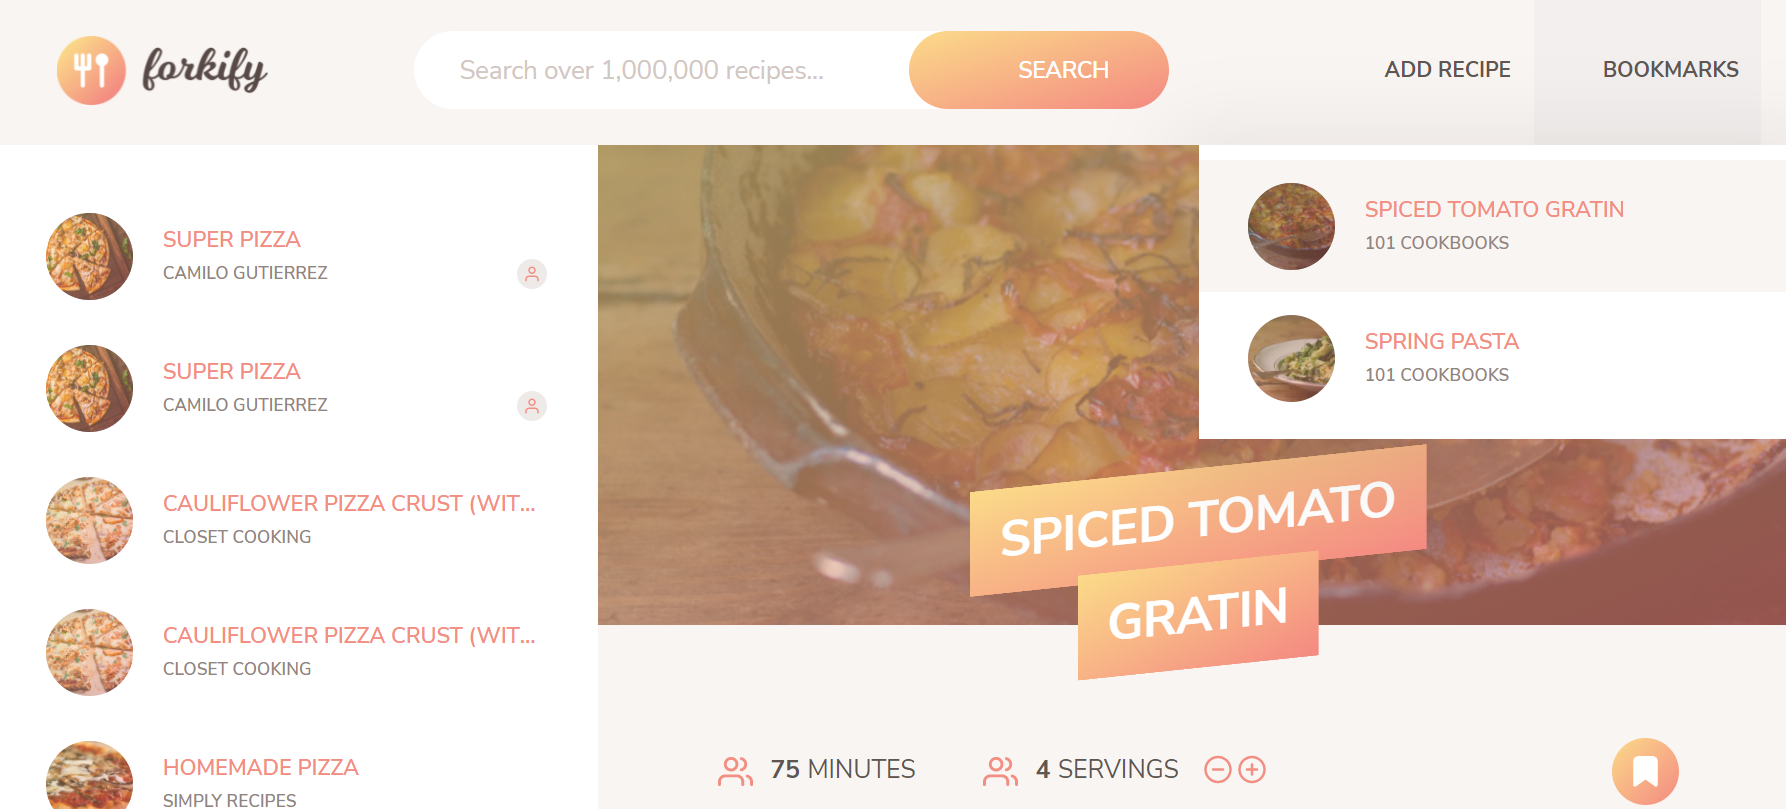 forkify
Search over 1,000,000 recipes...
SEARCH
ADD RECIPE
BOOKMARKS
SUPER PIZZA
CAMILO GUTIERREZ
SUPER PIZZA
CAMILO GUTIERREZ
CAULIFLOWER PIZZA CRUST (WIT...
CLOSET COOKING
CAULIFLOWER PIZZA CRUST (WIT...
CLOSET COOKING
HOMEMADE PIZZA
SIMPLY RECIPES
SPICED TOMATO GRATIN
101 COOKBOOKS
SPRING PASTA
101 COOKBOOKS
SPICED TOMATO
GRATIN
75 MINUTES
4 SERVINGS